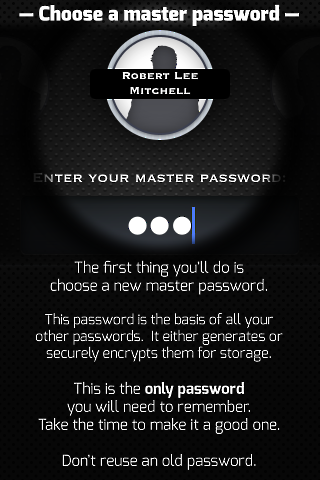 — Choose a master password —
Robert Lee
Mitchell
Enter your master password:
The first thing you'll do is
choose a new master password.
This password is the basis of all your
other passwords. It either generates or
securely encrypts them for storage.
This is the only password
you will need to remember.
Take the time to make it a good one.
Don't reuse an old password.